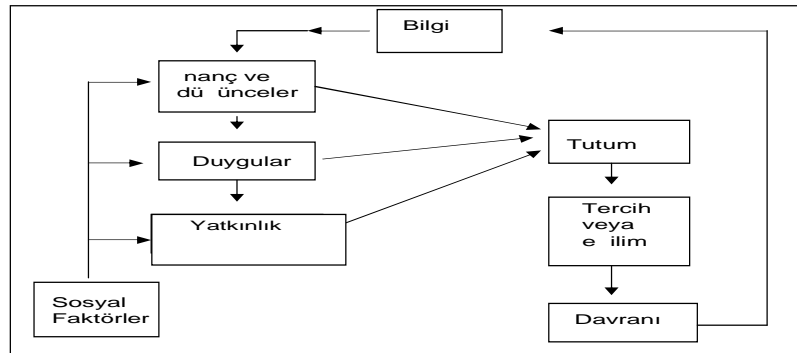 Bilgi
nanç ve
dü ünceler
Duygular
Yatkınlık
Sosyal
Faktörler
Tutum
Tercih
veya
e ilim
Davranı